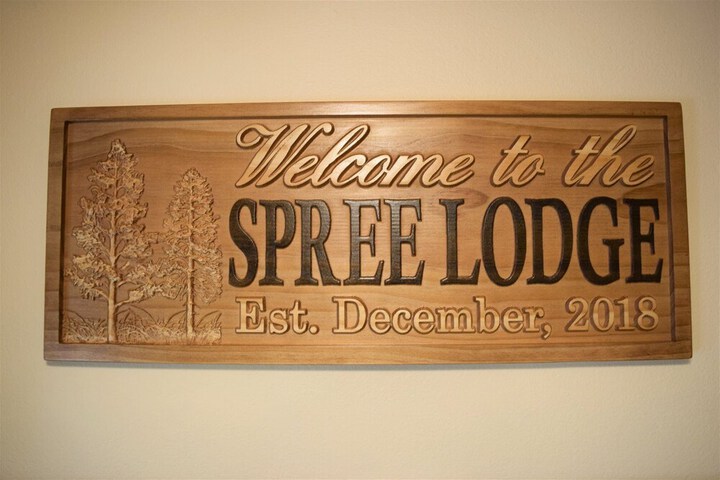 Welcome to the
SPREE LODGE
Est. December, 2018